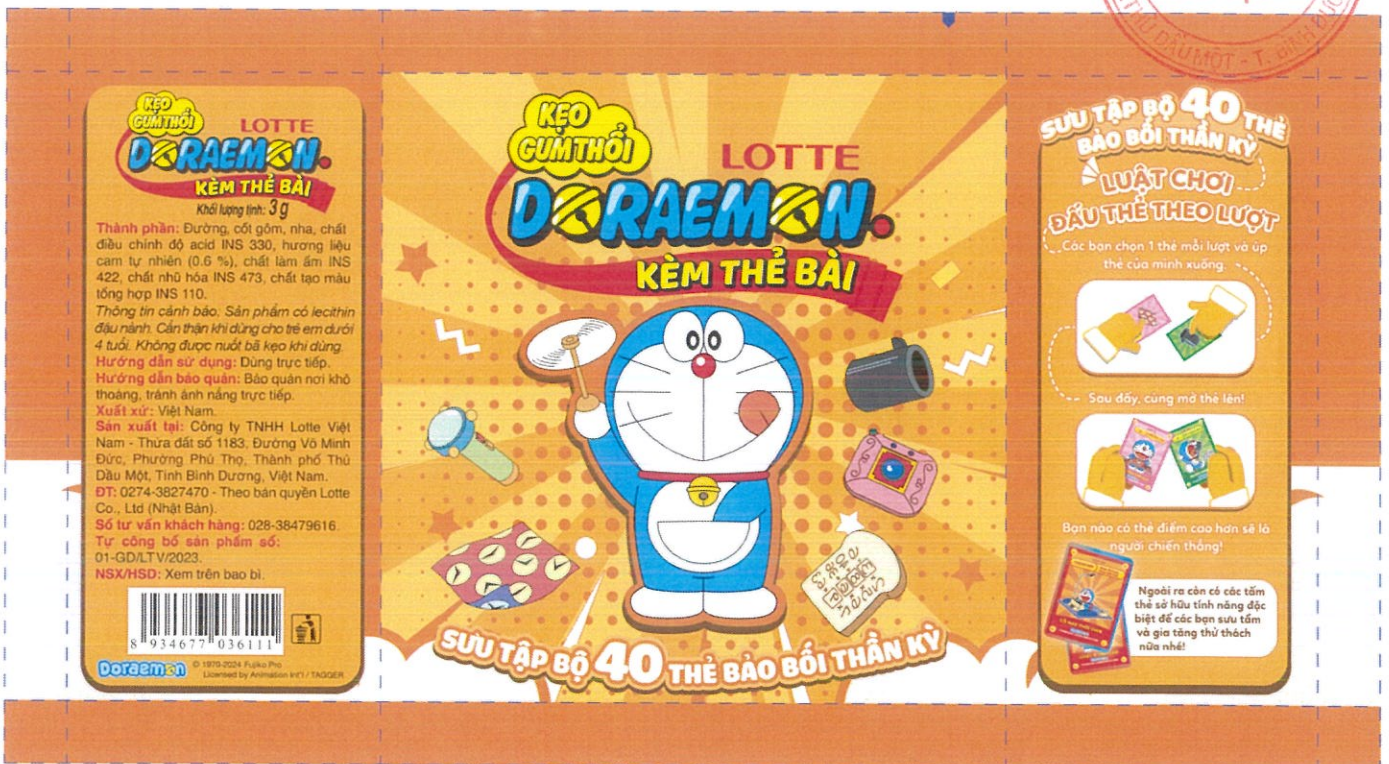 KẸO
GUM THỔI
LOTTE
DORAEMON
KÈM THẺ BÀI
Khối lượng tịnh: 3 g
Thành phần: Đường, cốt gôm, nha, chất
điều chỉnh độ acid INS 330, hương liệu
cam tự nhiên (0.6 %), chất làm ẩm INS
422, chất nhũ hóa INS 473, chất tạo màu
tổng hợp INS 110.
Thông tin cảnh báo: Sản phẩm có lecithin
đậu nành. Cẩn thận khi dùng cho trẻ em dưới
4 tuổi. Không được nuốt bã kẹo khi dùng.
Hướng dẫn sử dụng: Dùng trực tiếp.
Hướng dẫn bảo quản: Bảo quản nơi khô
thoáng, tránh ánh nắng trực tiếp.
Xuất xứ: Việt Nam.
Sản xuất tại: Công ty TNHH Lotte Việt
Nam - Thửa đất số 1183, Đường Võ Minh
Đức, Phường Phú Thọ, Thành phố Thủ
Dầu Một, Tỉnh Bình Dương, Việt Nam.
ĐT: 0274-3827470 - Theo bản quyền Lotte
Co., Ltd (Nhật Bản).
Số tư vấn khách hàng: 028-38479616.
Tự công bố sản phẩm số:
01-GD/LTV/2023.
NSX/HSD: Xem trên bao bì.
8 934677 036111
Doraemon
© 1970-2024 Fujiko Pro
Licensed by Animation Int'l / TAGGER
KẸO
GUM THỔI
LOTTE
DORAEMON
KÈM THẺ BÀI
SƯU TẬP BỘ 40 THẺ BẢO BỐI THẦN KỲ
THỦ DẦU MỘT - T. BÌNH DƯƠ
SƯU TẬP BỘ 40 THẺ
BẢO BỐI THẦN KỲ
LUẬT CHƠI
ĐẤU THẺ THEO LƯỢT
Các bạn chọn 1 thẻ mỗi lượt và úp
thẻ của mình xuống.
Sau đấy, cùng mở thẻ lên!
Bạn nào có thẻ điểm cao hơn sẽ là
người chiến thắng!
Ngoài ra còn có các tấm
thẻ sở hữu tính năng độc
biệt để các bạn sưu tầm
và gia tăng thử thách
nữa nhé!